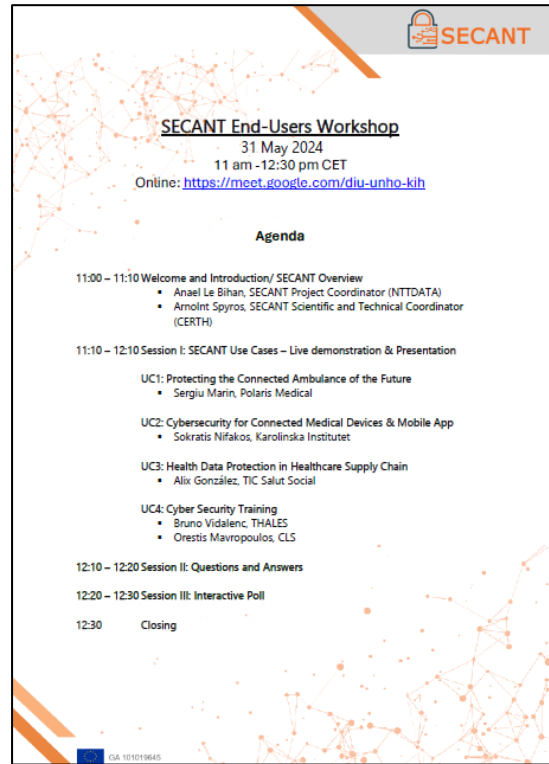 SECANT
SECANT End-Users Workshop
31 May 2024
11 am -12:30 pm CET
Online: https://meet.google.com/diu-unho-kih
Agenda
11:00 – 11:10 Welcome and Introduction/ SECANT Overview
▪ Anael Le Bihan, SECANT Project Coordinator (NTTDATA)
▪ Arnolnt Spyros, SECANT Scientific and Technical Coordinator
(CERTH)
11:10 – 12:10 Session I: SECANT Use Cases – Live demonstration & Presentation
UC1: Protecting the Connected Ambulance of the Future
▪ Sergiu Marin, Polaris Medical
UC2: Cybersecurity for Connected Medical Devices & Mobile App
▪ Sokratis Nifakos, Karolinska Institutet
UC3: Health Data Protection in Healthcare Supply Chain
▪ Alix González, TIC Salut Social
UC4: Cyber Security Training
▪ Bruno Vidalenc, THALES
▪ Orestis Mavropoulos, CLS
12:10 – 12:20 Session II: Questions and Answers
12:20 – 12:30 Session III: Interactive Poll
12:30 Closing
GA 101019645